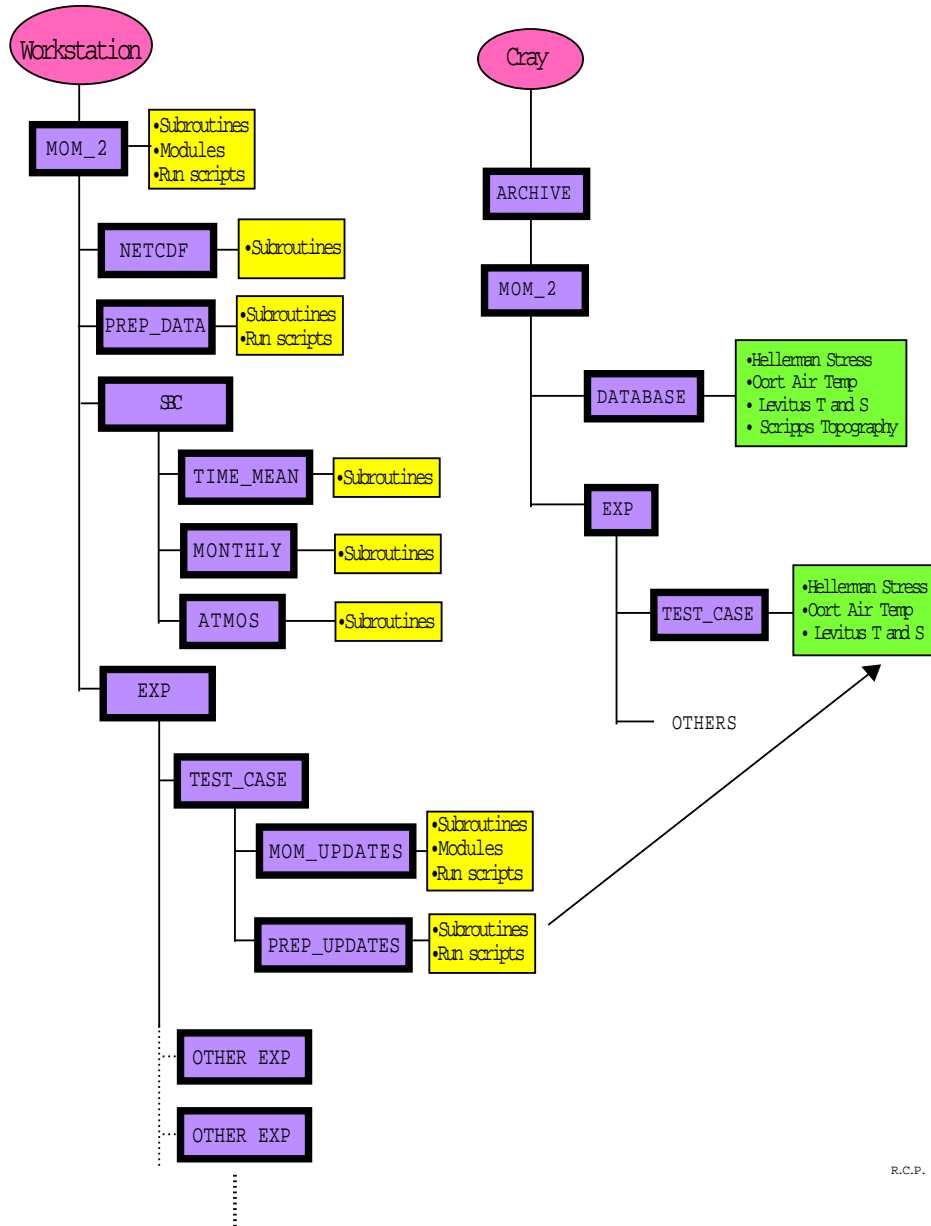 Workstation
MOM_2
•Subroutines
•Modules
•Run scripts
NETCDF
•Subroutines
PREP_DATA
•Subroutines
•Run scripts
SBC
TIME_MEAN
•Subroutines
MONTHLY
•Subroutines
ATMOS
•Subroutines
EXP
TEST_CASE
MOM_UPDATES
•Subroutines
•Modules
•Run scripts
PREP_UPDATES
•Subroutines
•Run scripts
OTHER EXP
OTHER EXP
Cray
ARCHIVE
MOM_2
DATABASE
•Hellerman Stress
•Oort Air Temp
• Levitus T and S
• Scripps Topography
EXP
TEST_CASE
•Hellerman Stress
•Oort Air Temp
• Levitus T and S
OTHERS
R.C.P.